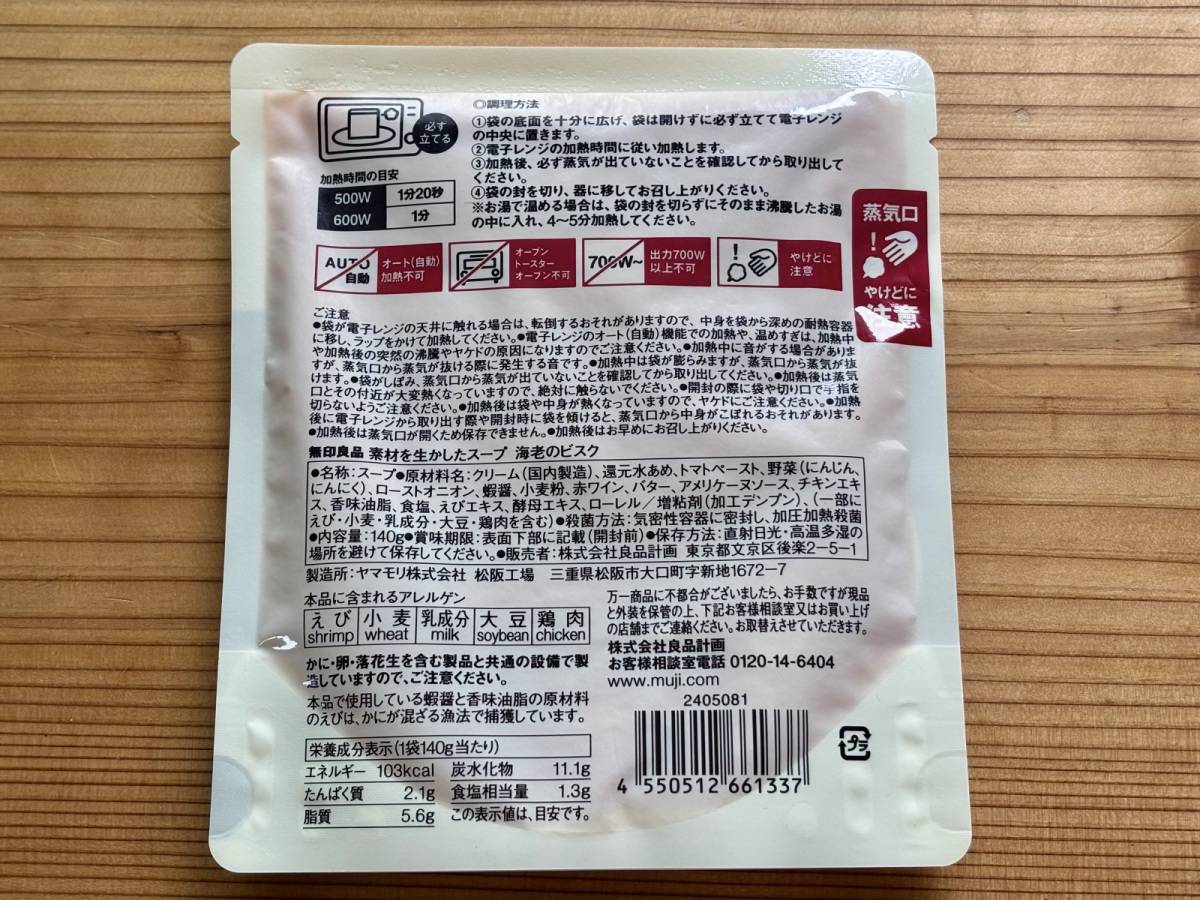 必ず
立てる
加熱時間の目安
500W 1分20秒
600W 1分
◎調理方法
①袋の底面を十分に広げ、袋は開けずに必ず立てて電子レンジ
の中央に置きます。
②電子レンジの加熱時間に従い加熱します。
③加熱後、必ず蒸気が出ていないことを確認してから取り出して
ください。
④袋の封を切り、器に移してお召し上がりください。
※お湯で温める場合は、袋の封を切らずにそのまま沸騰したお湯
の中に入れ、4〜5分加熱してください。
蒸気口
!
やけどに
注意
AUTO
自動
オート(自動)
加熱不可
オーブン
トースター
オーブン不可
700W~
出力700W
以上不可
!
やけどに
注意
ご注意
●袋が電子レンジの天井に触れる場合は、転倒するおそれがありますので、中身を袋から深めの耐熱容器
に移し、ラップをかけて加熱してください。●電子レンジのオート(自動)機能での加熱や、温めすぎは、加熱中
や加熱後の突然の沸騰やヤケドの原因になりますのでご注意ください。●加熱中に音がする場合がありま
すが、蒸気口から蒸気が抜ける際に発生する音です。●加熱中は袋が膨らみますが、蒸気口から蒸気が抜
けます。●袋がしぼみ、蒸気口から蒸気が出ていないことを確認してから取り出してください。●加熱後は蒸気
口とその付近が大変熱くなっていますので、絶対に触らないでください。●開封の際に袋や切り口で手指を
切らないようご注意ください。●加熱後は袋や中身が熱くなっていますので、ヤケドにご注意ください。●加熱
後に電子レンジから取り出す際や開封時に袋を傾けると、蒸気口から中身がこぼれるおそれがあります。
●加熱後は蒸気口が開くため保存できません。●加熱後はお早めにお召し上がりください。
無印良品 素材を生かしたスープ 海老のビスク
●名称:スープ●原材料名:クリーム(国内製造)、還元水あめ、トマトペースト、野菜(にんじん、
にんにく)、ローストオニオン、蝦醤、小麦粉、赤ワイン、バター、アメリケーヌソース、チキンエキ
ス、香味油脂、食塩、えびエキス、酵母エキス、ローレル/増粘剤(加工デンプン)、(一部に
えび・小麦・乳成分・大豆・鶏肉を含む)●殺菌方法:気密性容器に密封し、加圧加熱殺菌
●内容量:140g●賞味期限:表面下部に記載(開封前)●保存方法:直射日光・高温多湿の
場所を避けて保存してください。●販売者:株式会社良品計画 東京都文京区後楽2-5-1
製造所:ヤマモリ株式会社 松阪工場 三重県松阪市大口町字新地1672-7
本品に含まれるアレルゲン
えび 小麦 乳成分 大豆 鶏肉
shrimp wheat milk soybean chicken
かに・卵・落花生を含む製品と共通の設備で製
造していますので、ご注意ください。
本品で使用している蝦醤と香味油脂の原材料
のえびは、かにが混ざる漁法で捕獲しています。
栄養成分表示(1袋140g当たり)
エネルギー 103kcal 炭水化物 11.1g
たんぱく質 2.1g 食塩相当量 1.3g
脂質 5.6g この表示値は、目安です。
万一商品に不都合がございましたら、お手数ですが現品
と外装を保管の上、下記お客様相談室又はお買い上げ
の店舗までご連絡ください。お取替えさせていただきます。
株式会社良品計画
お客様相談室電話 0120-14-6404
www.muji.com
2405081
4 550512 661337
プラ